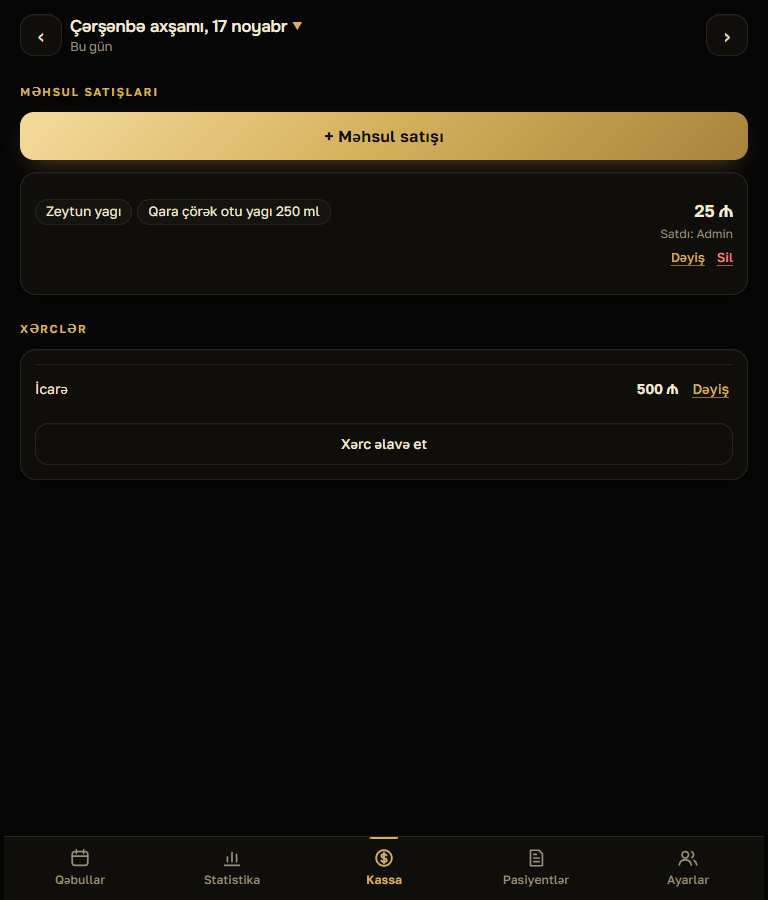 ‹
Çərşənbə axşamı, 17 noyabr ▼
Bu gün
›
MƏHSUL SATIŞLARI
+ Məhsul satışı
Zeytun yagı Qara çörək otu yagı 250 ml 25 ₼
Satdı: Admin
Dəyiş Sil
XƏRCLƏR
İcarə 500 ₼ Dəyiş
Xərc əlavə et
Qəbullar Statistika Kassa Pasiyentlər Ayarlar